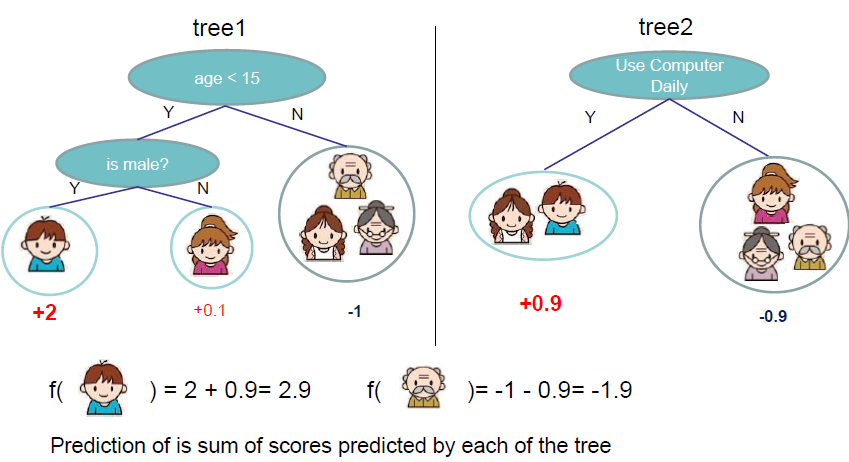 tree1
age < 15
Y
N
is male?
Y
N
+2
+0.1
-1
tree2
Use Computer
Daily
Y
N
+0.9
-0.9
f( ) = 2 + 0.9= 2.9
f( )= -1 - 0.9= -1.9
Prediction of is sum of scores predicted by each of the tree